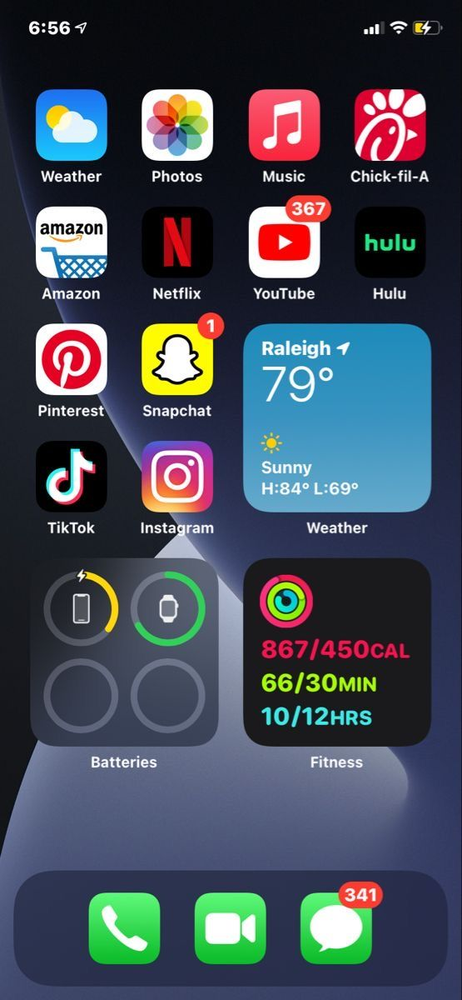 6:56
Weather
Photos
Music
Chick-fil-A
amazon
367
hulu
Amazon
Netflix
YouTube
Hulu
1
Pinterest
Snapchat
Raleigh
79°
Sunny
H:84° L:69°
TikTok
Instagram
Weather
867/450CAL
66/30MIN
10/12HRS
Batteries
Fitness
341